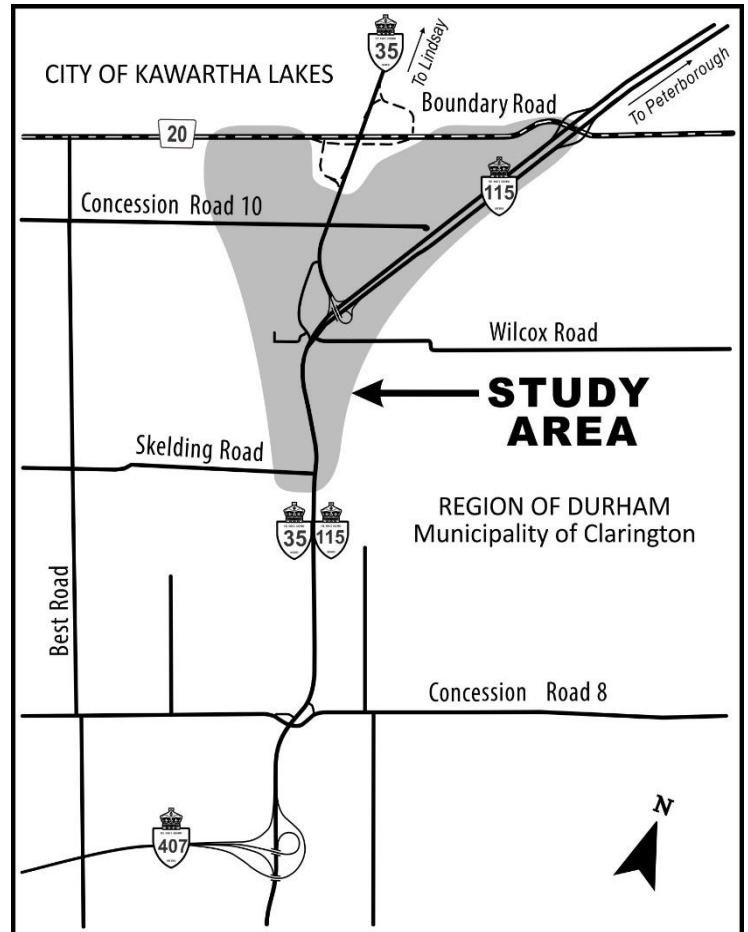 35
To Lindsay
CITY OF KAWARTHA LAKES
Boundary Road
To Peterborough
20
115
Concession Road 10
Wilcox Road
STUDY
AREA
Skelding Road
REGION OF DURHAM
Municipality of Clarington
35
115
Best Road
Concession Road 8
N
407